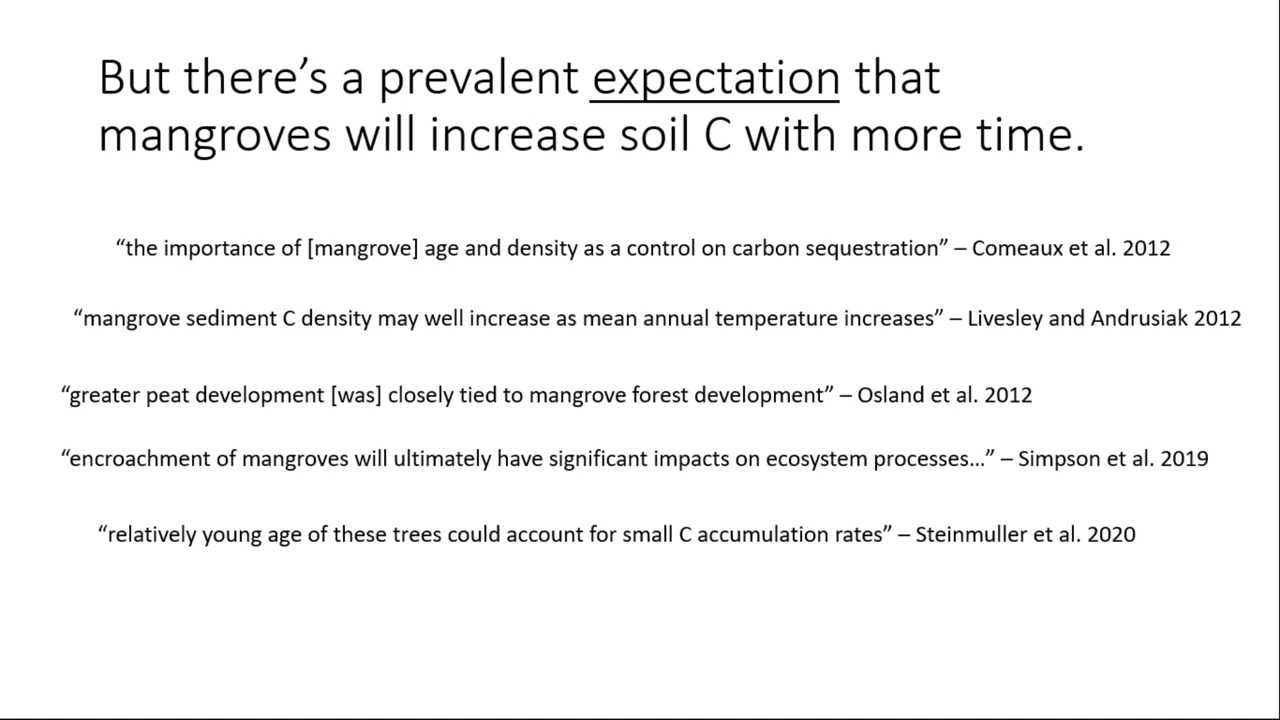 But there’s a prevalent expectation that
mangroves will increase soil C with more time.
“the importance of [mangrove] age and density as a control on carbon sequestration” – Comeaux et al. 2012
“mangrove sediment C density may well increase as mean annual temperature increases” – Livesley and Andrusiak 2012
“greater peat development [was] closely tied to mangrove forest development” – Osland et al. 2012
“encroachment of mangroves will ultimately have significant impacts on ecosystem processes…” – Simpson et al. 2019
“relatively young age of these trees could account for small C accumulation rates” – Steinmuller et al. 2020